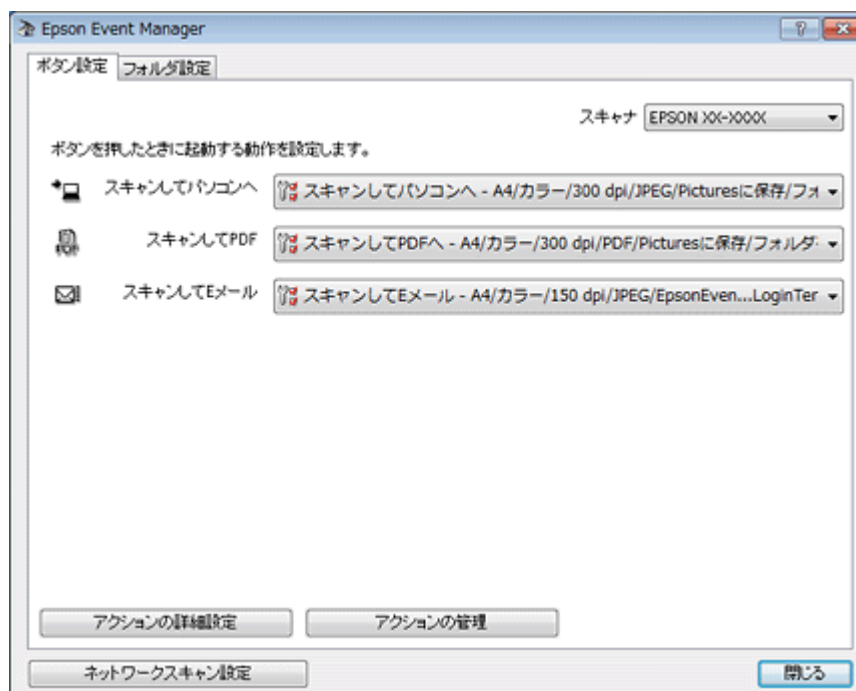 Epson Event Manager
ボタン設定 フォルダ設定
スキャナ EPSON XX-XXXX
ボタンを押したときに起動する動作を設定します。
スキャンしてパソコンへ スキャンしてパソコンへ - A4/カラー/300 dpi/JPEG/Picturesに保存/フォ
スキャンしてPDF スキャンしてPDFへ - A4/カラー/300 dpi/PDF/Picturesに保存/フォルダ
スキャンしてEメール スキャンしてEメール - A4/カラー/150 dpi/JPEG/EpsonEven...LoginTer
アクションの詳細設定 アクションの管理
ネットワークスキャン設定 閉じる